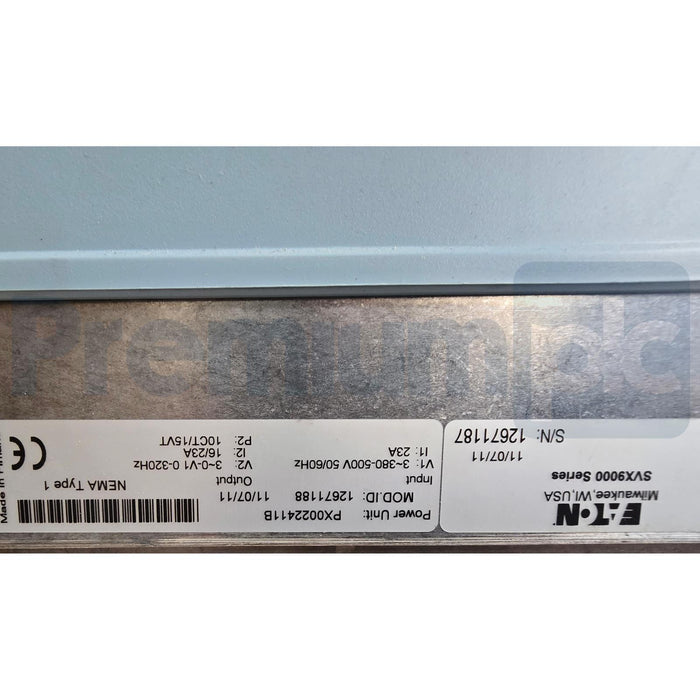 EATON
Milwaukee, WI, USA
SVX9000 Series
11/07/11
S/N: 12671187
Power Unit: PX0022411B
MOD.ID: 12671188 11/07/11
Input Output
V1: 3~380-500V 50/60Hz V2: 3-0-V1 0-320Hz
I1: 23A I2: 16/23A
P2: 10CT/15VT
NEMA Type 1
CE
Made in
PremiumPLC